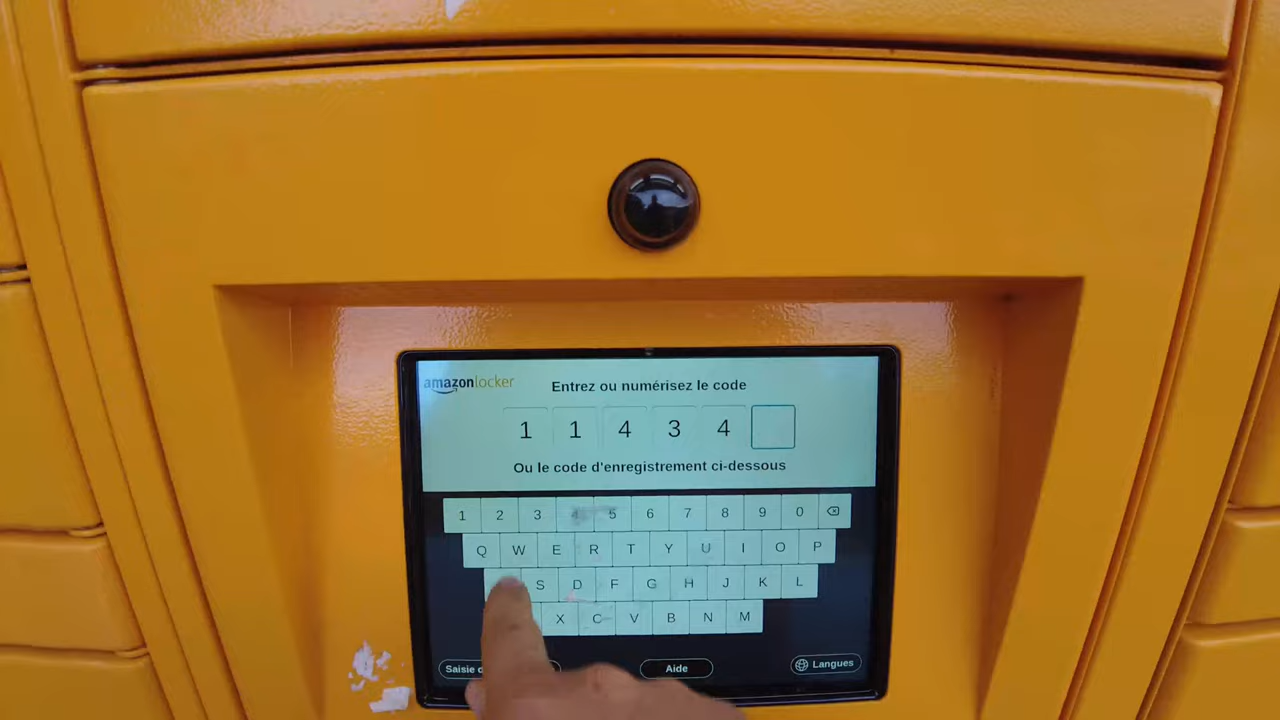 amazonlocker
Entrez ou numérisez le code
1 1 4 3 4
Ou le code d'enregistrement ci-dessous
1 2 3 4 5 6 7 8 9 0
Q W E R T Y U I O P
S D F G H J K L
X C V B N M
Saisie
Aide
Langues